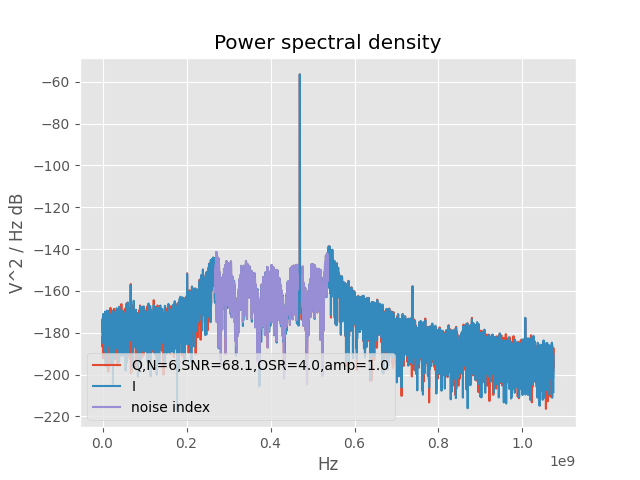 Power spectral density
−60
−80
−100
−120
−140
−160
−180
−200
−220
V^2 / Hz dB
Q,N=6,SNR=68.1,OSR=4.0,amp=1.0
I
noise index
0.0 0.2 0.4 0.6 0.8 1.0
1e9
Hz